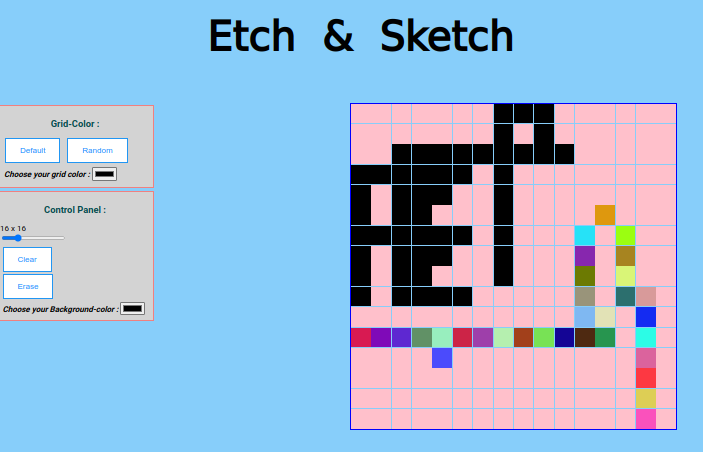 Etch & Sketch
Grid-Color :
Default Random
Choose your grid color :
Control Panel :
16 x 16
Clear
Erase
Choose your Background-color :